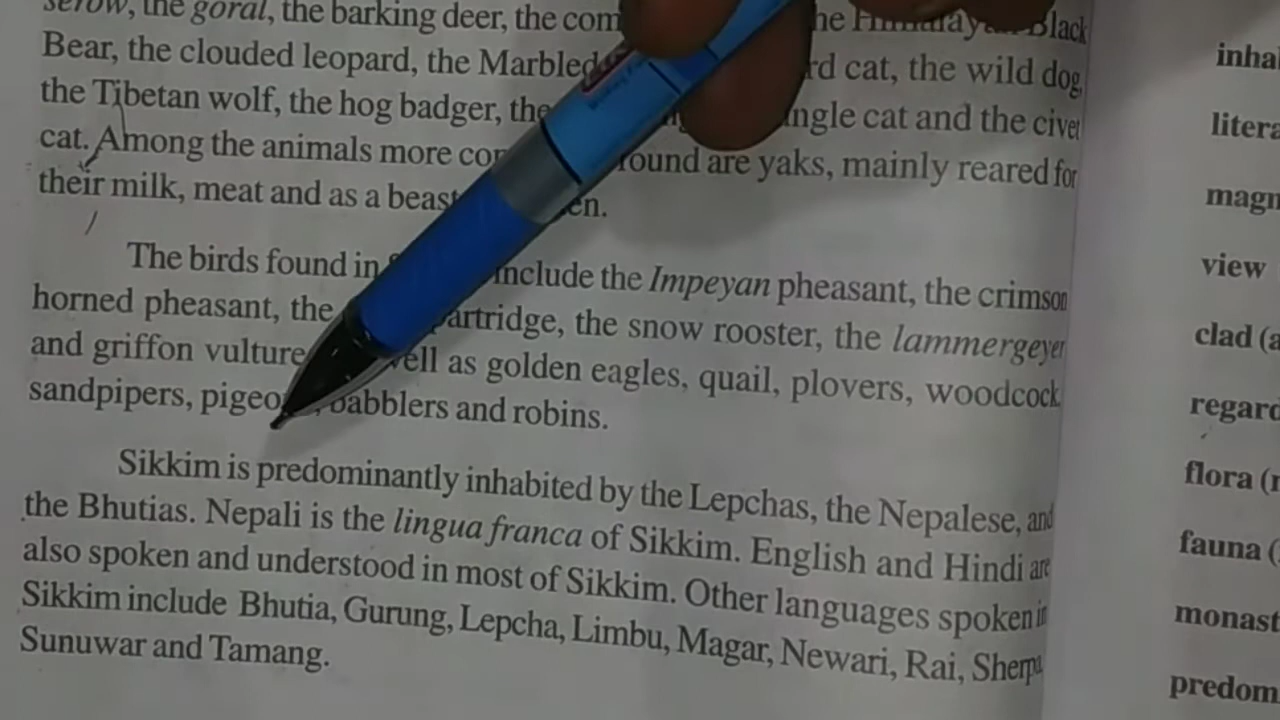 serow, the goral, the barking deer, the com he Himalayan Black
Bear, the clouded leopard, the Marbled rd cat, the wild dog,
the Tibetan wolf, the hog badger, the ngle cat and the civet
cat. Among the animals more com found are yaks, mainly reared for
their milk, meat and as a beast en.
The birds found in include the Impeyan pheasant, the crimson
horned pheasant, the partridge, the snow rooster, the lammergeyer
and griffon vulture well as golden eagles, quail, plovers, woodcock
sandpipers, pigeo babblers and robins.
Sikkim is predominantly inhabited by the Lepchas, the Nepalese, and
the Bhutias. Nepali is the lingua franca of Sikkim. English and Hindi are
also spoken and understood in most of Sikkim. Other languages spoken in
Sikkim include Bhutia, Gurung, Lepcha, Limbu, Magar, Newari, Rai, Sherpa
Sunuwar and Tamang.
inha
litera
magn
view
clad (a
regard
flora (
fauna (
monast
predom